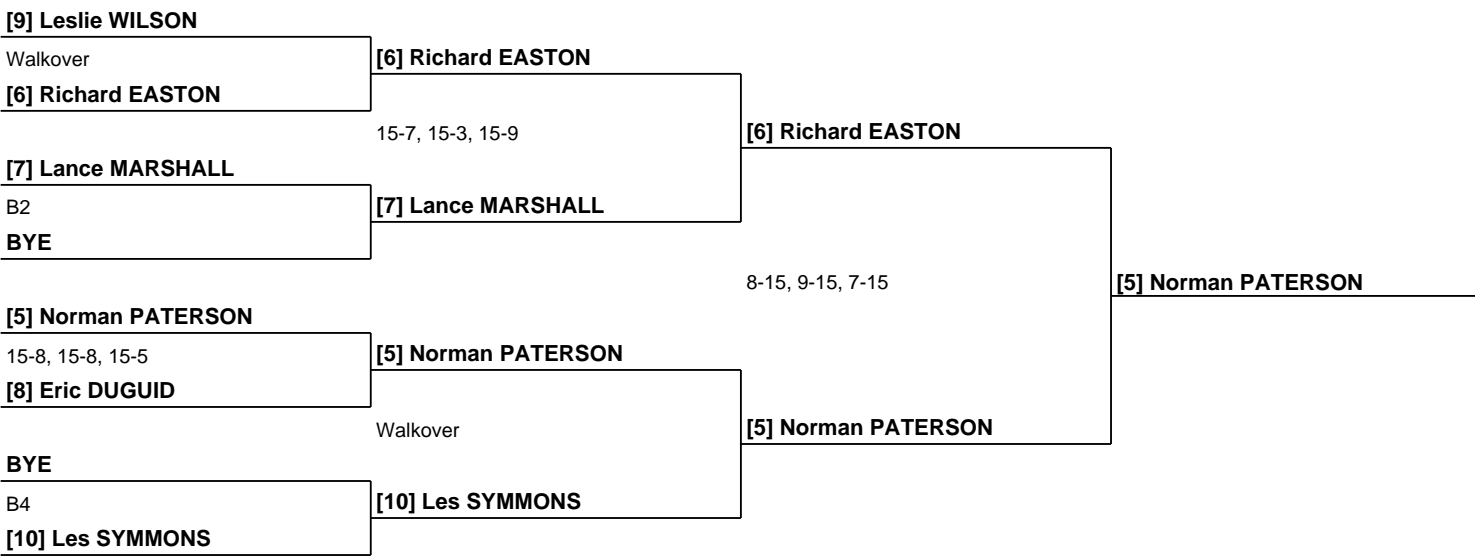 [9] Leslie WILSON
Walkover
[6] Richard EASTON
[6] Richard EASTON
15-7, 15-3, 15-9
[6] Richard EASTON
[7] Lance MARSHALL
B2
[7] Lance MARSHALL
BYE
8-15, 9-15, 7-15
[5] Norman PATERSON
[5] Norman PATERSON
15-8, 15-8, 15-5
[5] Norman PATERSON
[8] Eric DUGUID
Walkover
[5] Norman PATERSON
BYE
B4
[10] Les SYMMONS
[10] Les SYMMONS